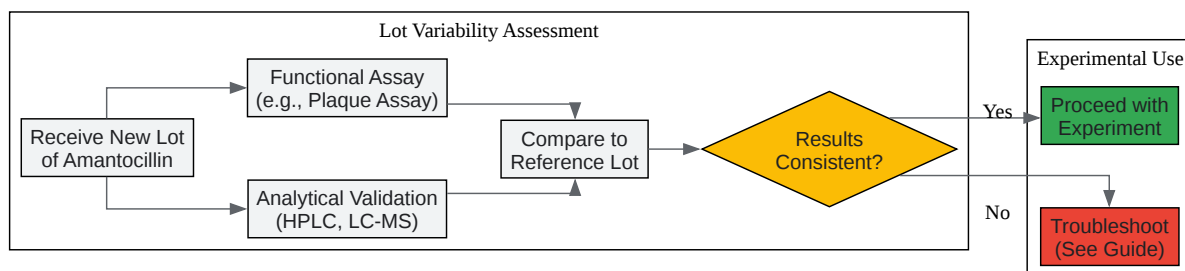 Lot Variability Assessment
Receive New Lot
of Amantocillin
Functional Assay
(e.g., Plaque Assay)
Analytical Validation
(HPLC, LC-MS)
Compare to
Reference Lot
Results
Consistent?
Yes
No
Experimental Use
Proceed with
Experiment
Troubleshoot
(See Guide)